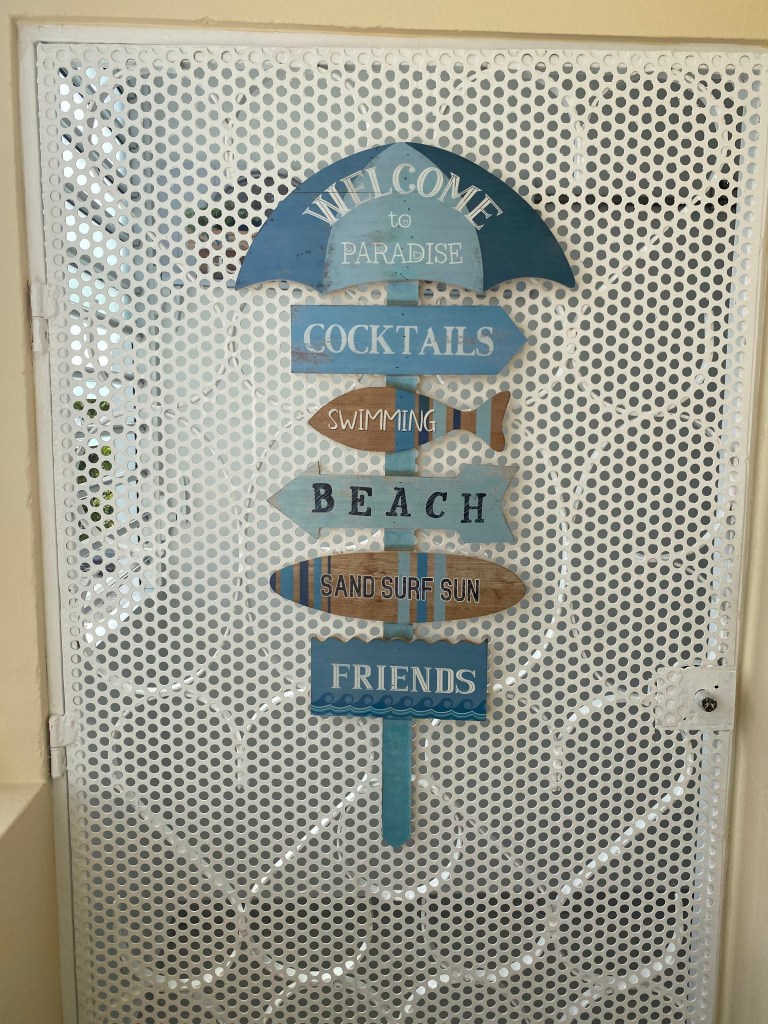 WELCOME
to
PARADISE
COCKTAILS
SWIMMING
BEACH
SAND SURF SUN
FRIENDS